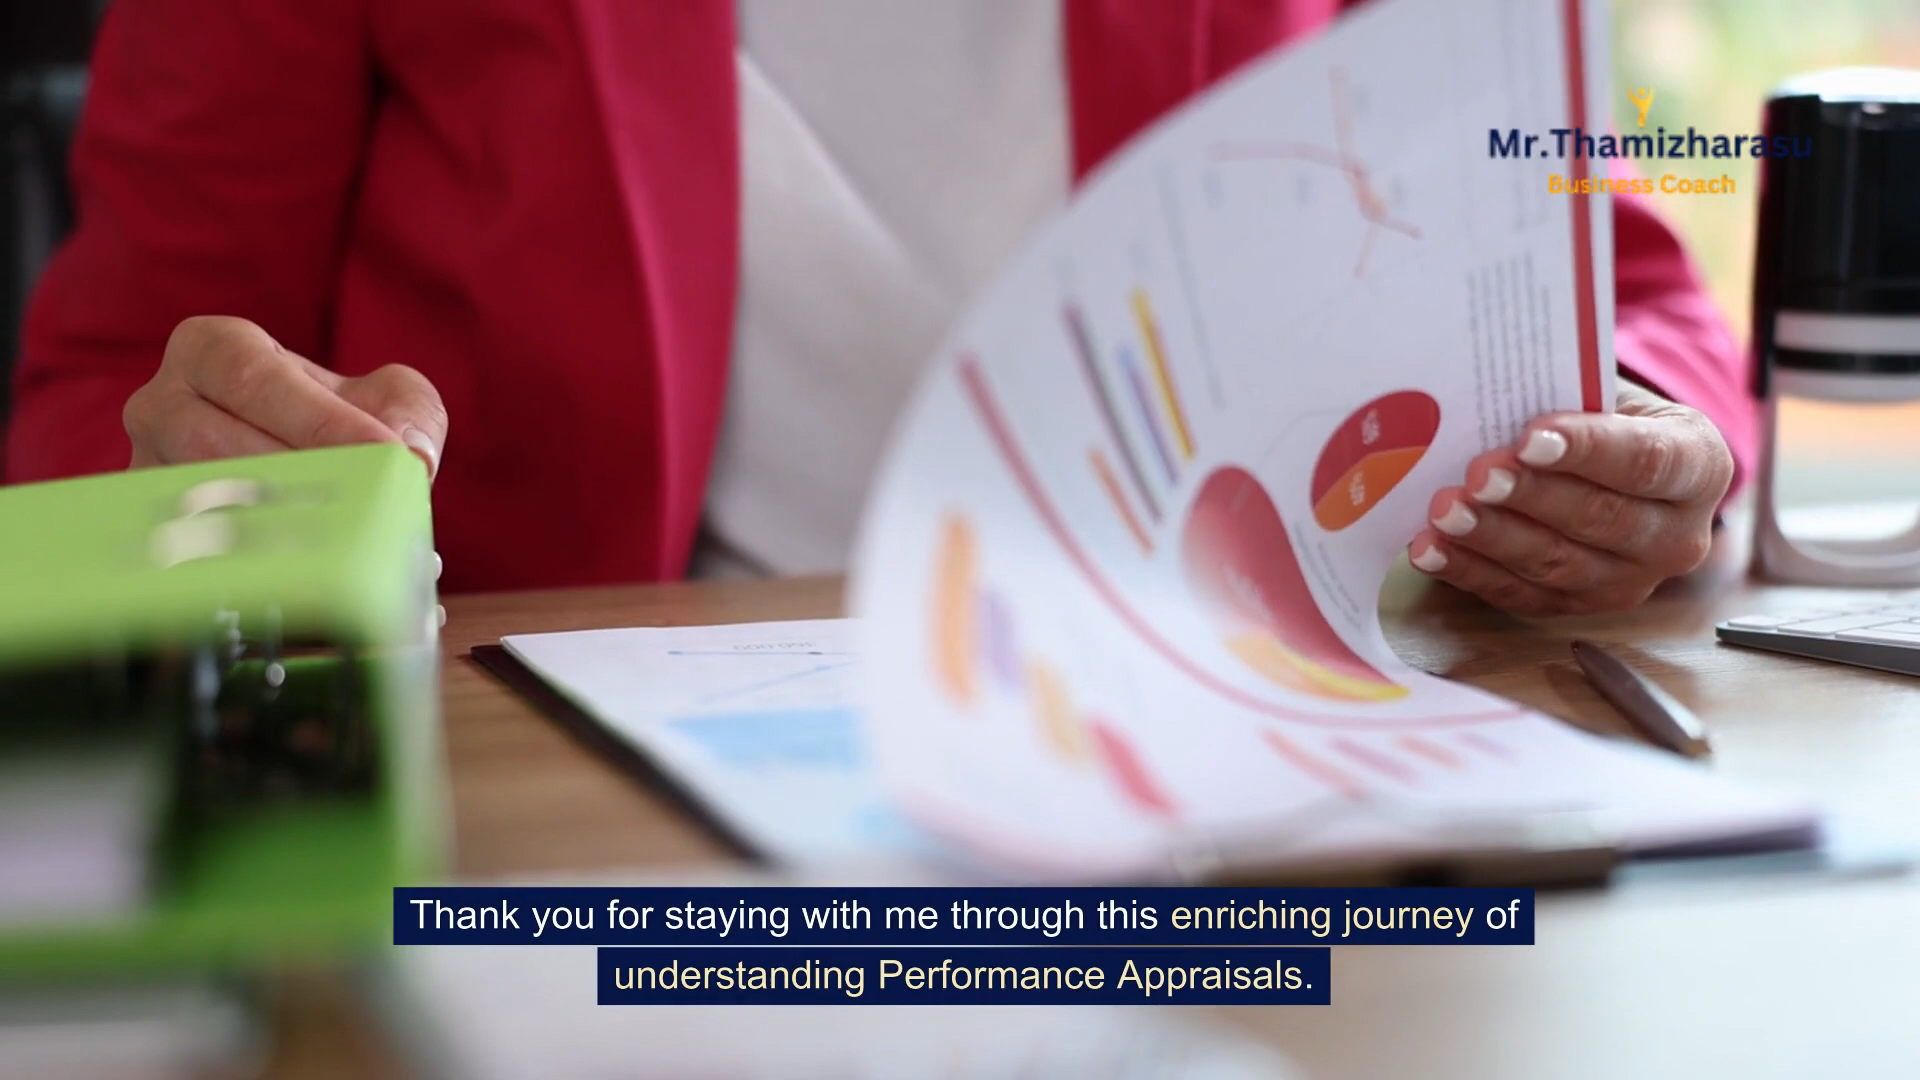 Mr.Thamizharasu
Business Coach
Thank you for staying with me through this enriching journey of
understanding Performance Appraisals.